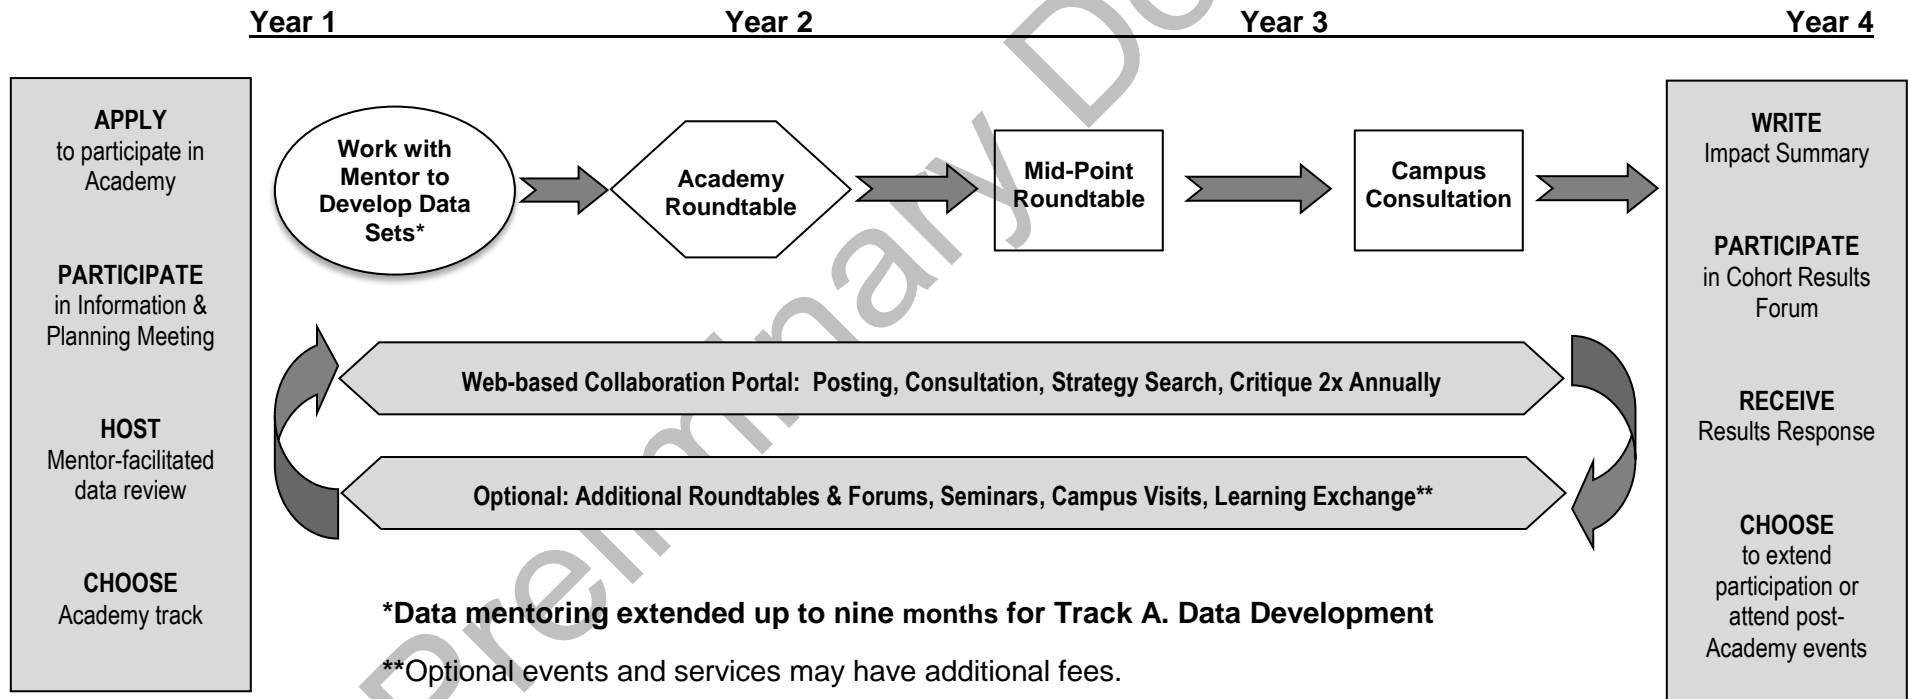 Year 1 Year 2 Year 3 Year 4
APPLY
to participate in
Academy
PARTICIPATE
in Information &
Planning Meeting
HOST
Mentor-facilitated
data review
CHOOSE
Academy track
Work with
Mentor to
Develop Data
Sets*
Academy
Roundtable
Mid-Point
Roundtable
Campus
Consultation
Web-based Collaboration Portal: Posting, Consultation, Strategy Search, Critique 2x Annually
Optional: Additional Roundtables & Forums, Seminars, Campus Visits, Learning Exchange**
*Data mentoring extended up to nine months for Track A. Data Development
**Optional events and services may have additional fees.
WRITE
Impact Summary
PARTICIPATE
in Cohort Results
Forum
RECEIVE
Results Response
CHOOSE
to extend
participation or
attend post-
Academy events
Preliminary Do